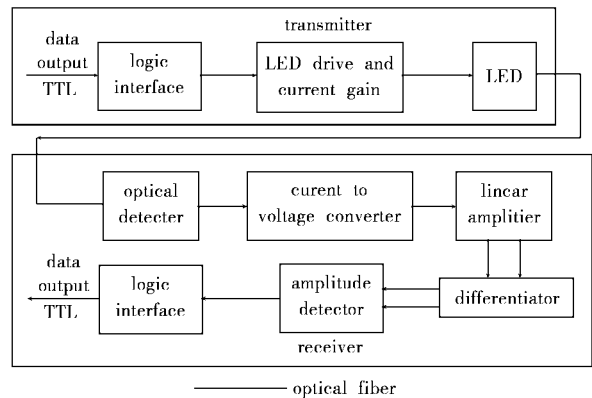 transmitter
data
output
TTL
logic
interface
LED drive and
current gain
LED
optical
detecter
curent to
voltage converter
lincar
amplitier
data
output
TTL
logic
interface
amplitude
detector
differentiator
receiver
optical fiber